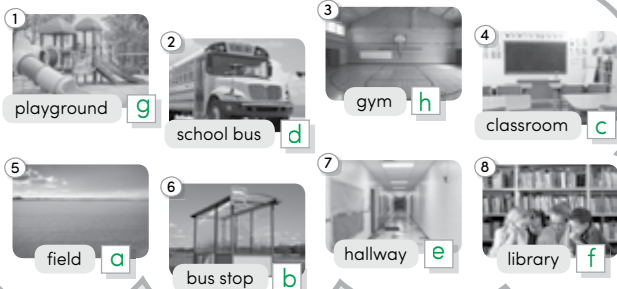 1
playground g
2
school bus d
3
gym h
4
classroom c
5
field a
6
bus stop b
7
hallway e
8
library f